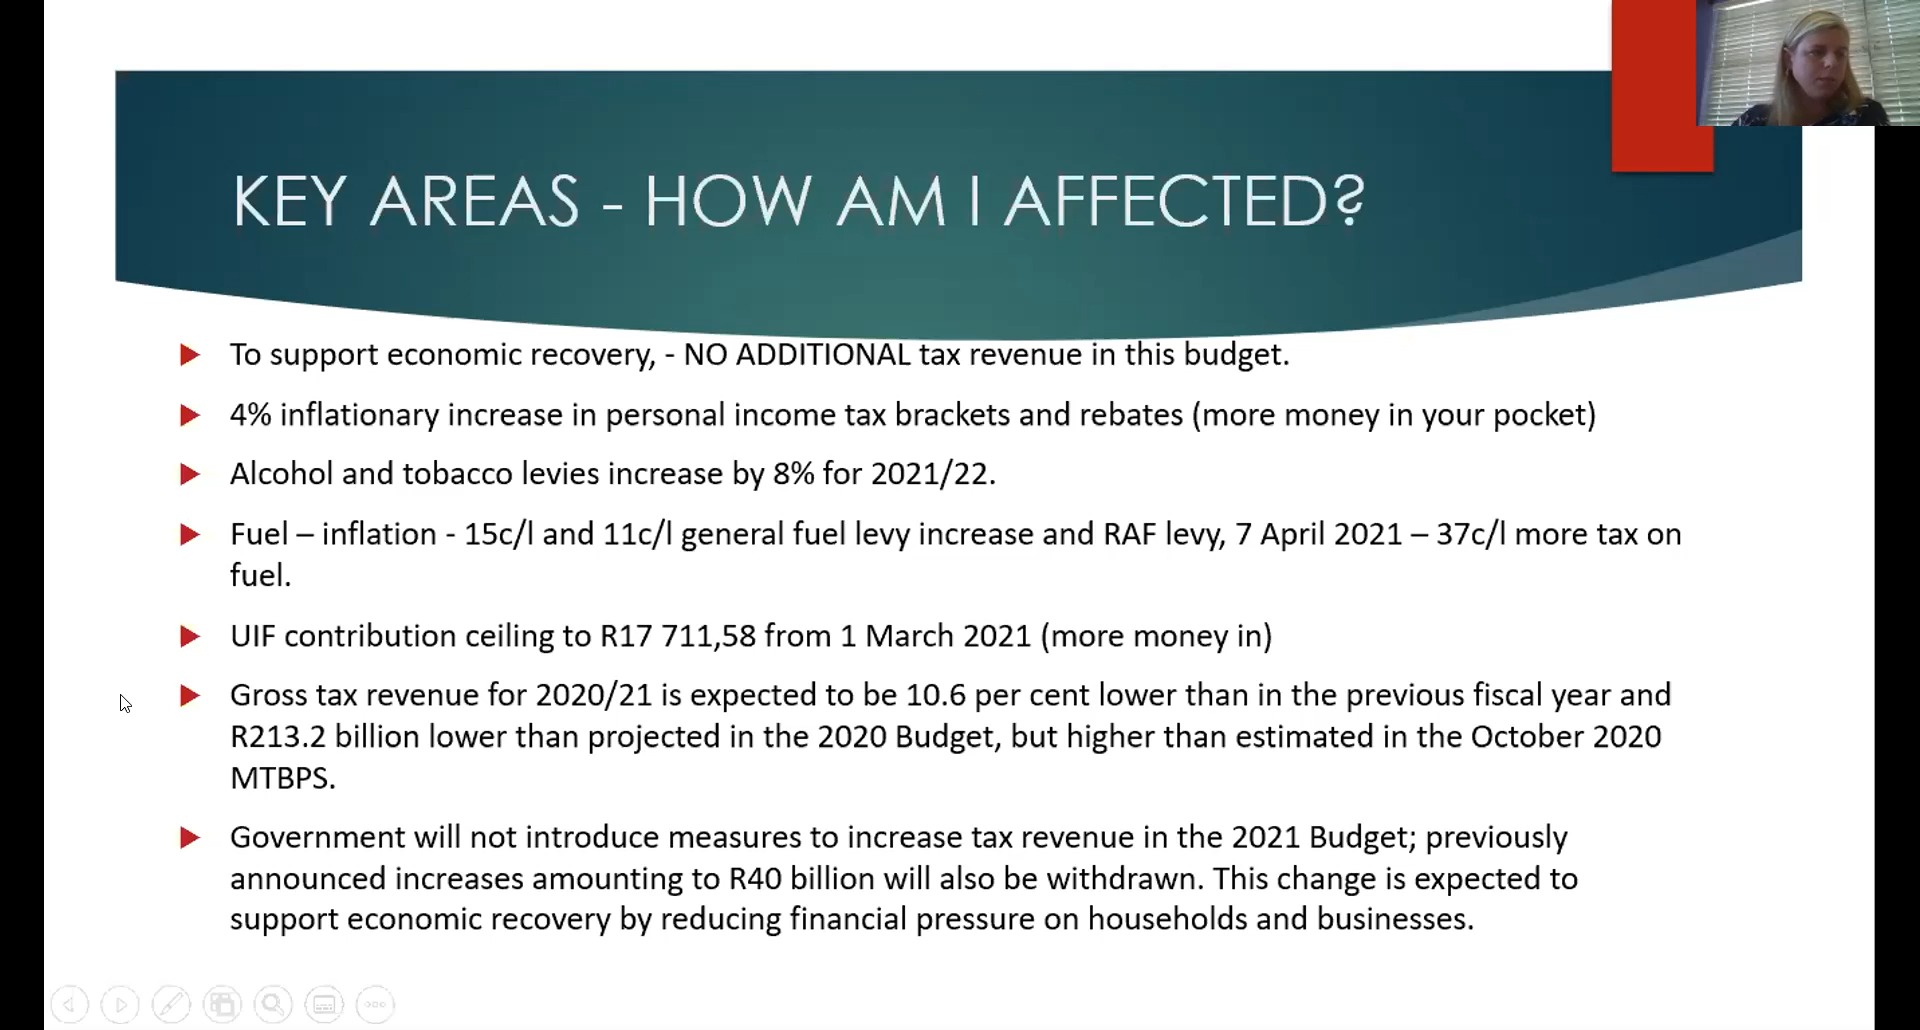 KEY AREAS - HOW AM I AFFECTED?
To support economic recovery, - NO ADDITIONAL tax revenue in this budget.
4% inflationary increase in personal income tax brackets and rebates (more money in your pocket)
Alcohol and tobacco levies increase by 8% for 2021/22.
Fuel – inflation - 15c/l and 11c/l general fuel levy increase and RAF levy, 7 April 2021 – 37c/l more tax on
fuel.
UIF contribution ceiling to R17 711,58 from 1 March 2021 (more money in)
Gross tax revenue for 2020/21 is expected to be 10.6 per cent lower than in the previous fiscal year and
R213.2 billion lower than projected in the 2020 Budget, but higher than estimated in the October 2020
MTBPS.
Government will not introduce measures to increase tax revenue in the 2021 Budget; previously
announced increases amounting to R40 billion will also be withdrawn. This change is expected to
support economic recovery by reducing financial pressure on households and businesses.